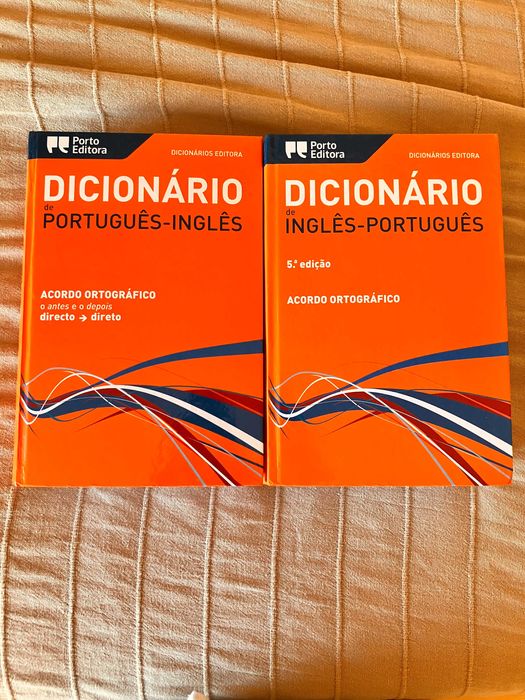 Porto
Editora
DICIONÁRIOS EDITORA
DICIONÁRIO
de
PORTUGUÊS-INGLÊS
ACORDO ORTOGRÁFICO
o antes e o depois
directo → direto
Porto
Editora
DICIONÁRIOS EDITORA
DICIONÁRIO
de
INGLÊS-PORTUGUÊS
5.ª edição
ACORDO ORTOGRÁFICO